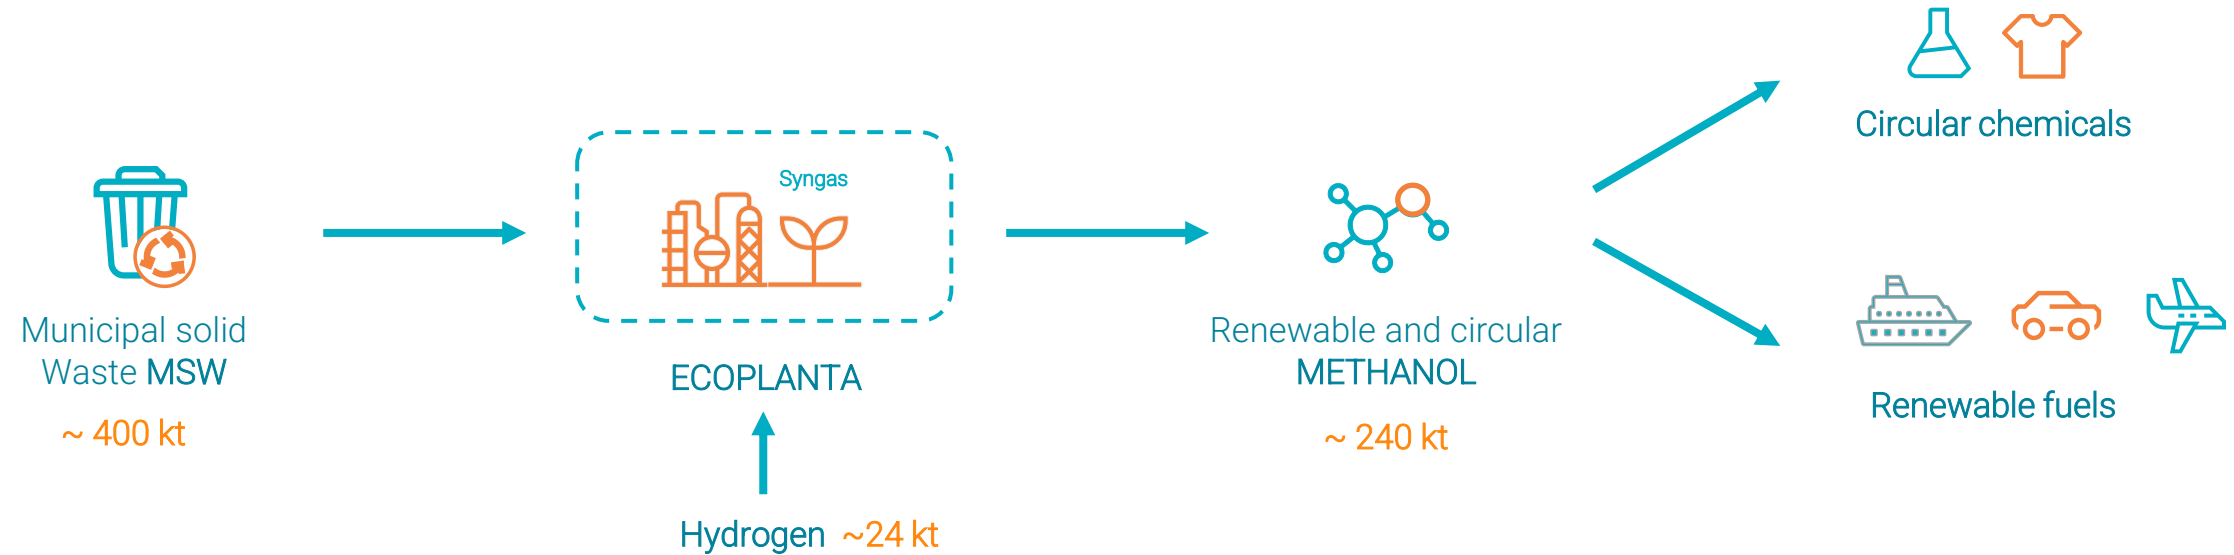 Municipal solid
Waste MSW
~ 400 kt
Syngas
ECOPLANTA
Hydrogen ~24 kt
Renewable and circular
METHANOL
~ 240 kt
Circular chemicals
Renewable fuels